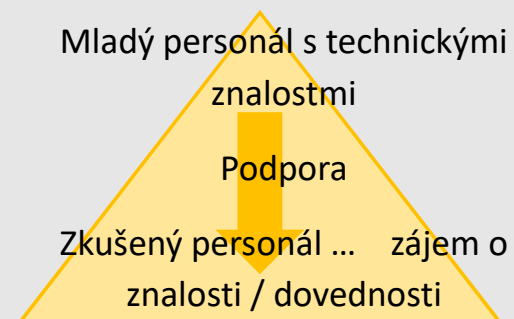 Mladý personál s technickými
znalostmi
Podpora
Zkušený personál ... zájem o
znalosti / dovednosti